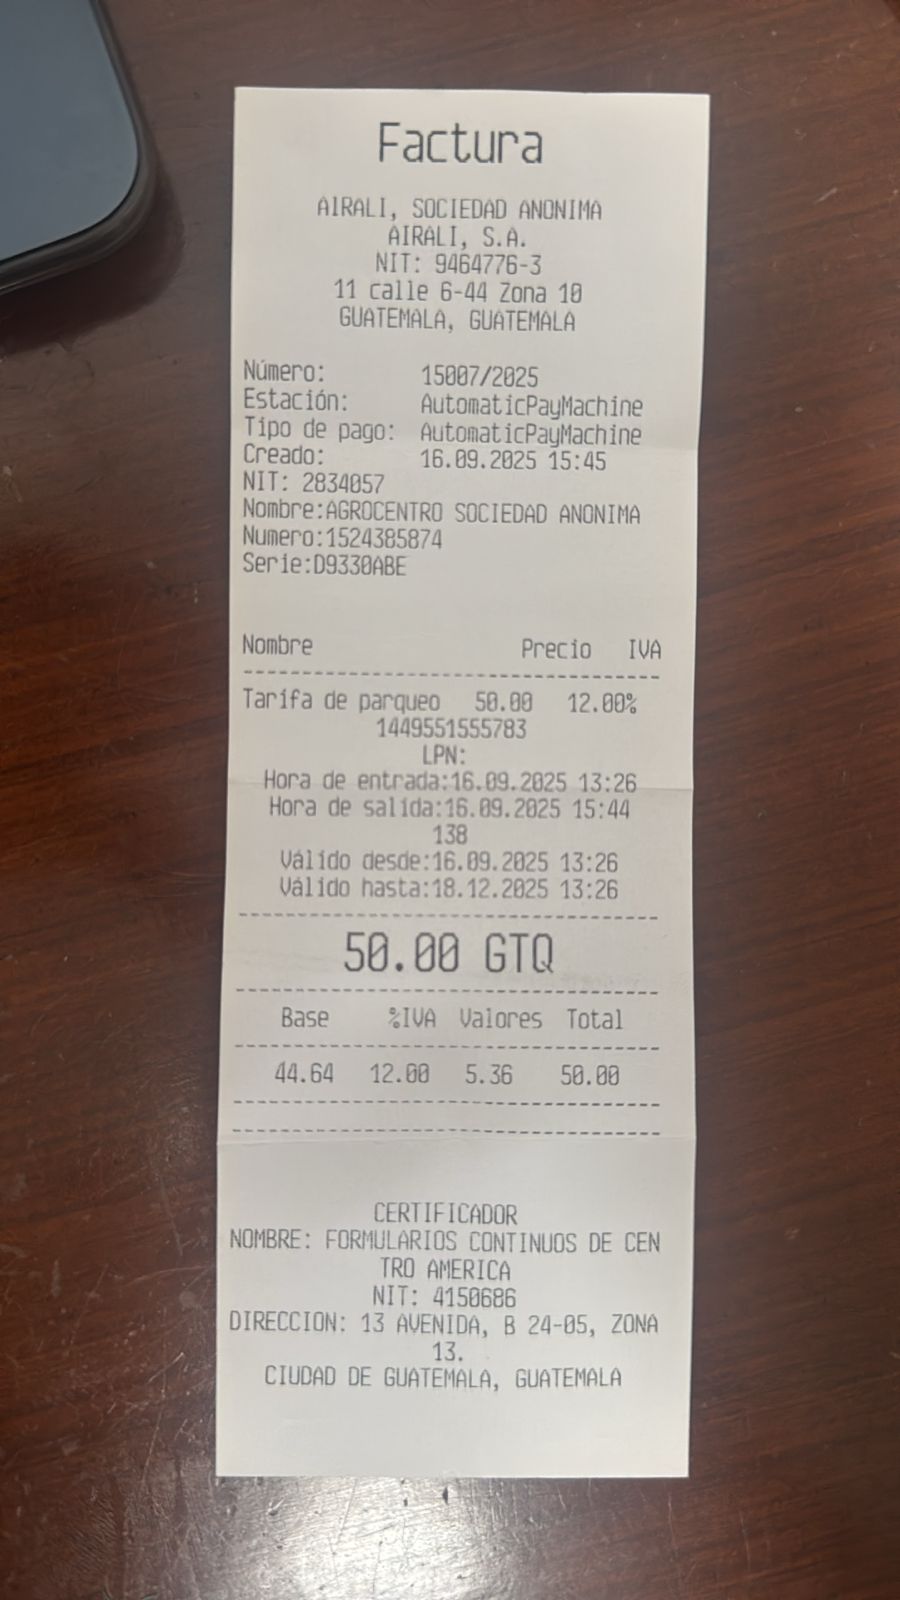 Factura
AIRALI, SOCIEDAD ANONIMA
AIRALI, S.A.
NIT: 9464776-3
11 calle 6-44 Zona 10
GUATEMALA, GUATEMALA
Número: 15007/2025
Estación: AutomaticPayMachine
Tipo de pago: AutomaticPayMachine
Creado: 16.09.2025 15:45
NIT: 2834057
Nombre:AGROCENTRO SOCIEDAD ANONIMA
Numero:1524385874
Serie:D9330ABE
Nombre Precio IVA
Tarifa de parqueo 50.00 12.00%
1449551555783
LPN:
Hora de entrada:16.09.2025 13:26
Hora de salida:16.09.2025 15:44
138
Válido desde:16.09.2025 13:26
Válido hasta:18.12.2025 13:26
50.00 GTQ
Base %IVA Valores Total
44.64 12.00 5.36 50.00
CERTIFICADOR
NOMBRE: FORMULARIOS CONTINUOS DE CEN
TRO AMERICA
NIT: 4150686
DIRECCION: 13 AVENIDA, B 24-05, ZONA
13.
CIUDAD DE GUATEMALA, GUATEMALA